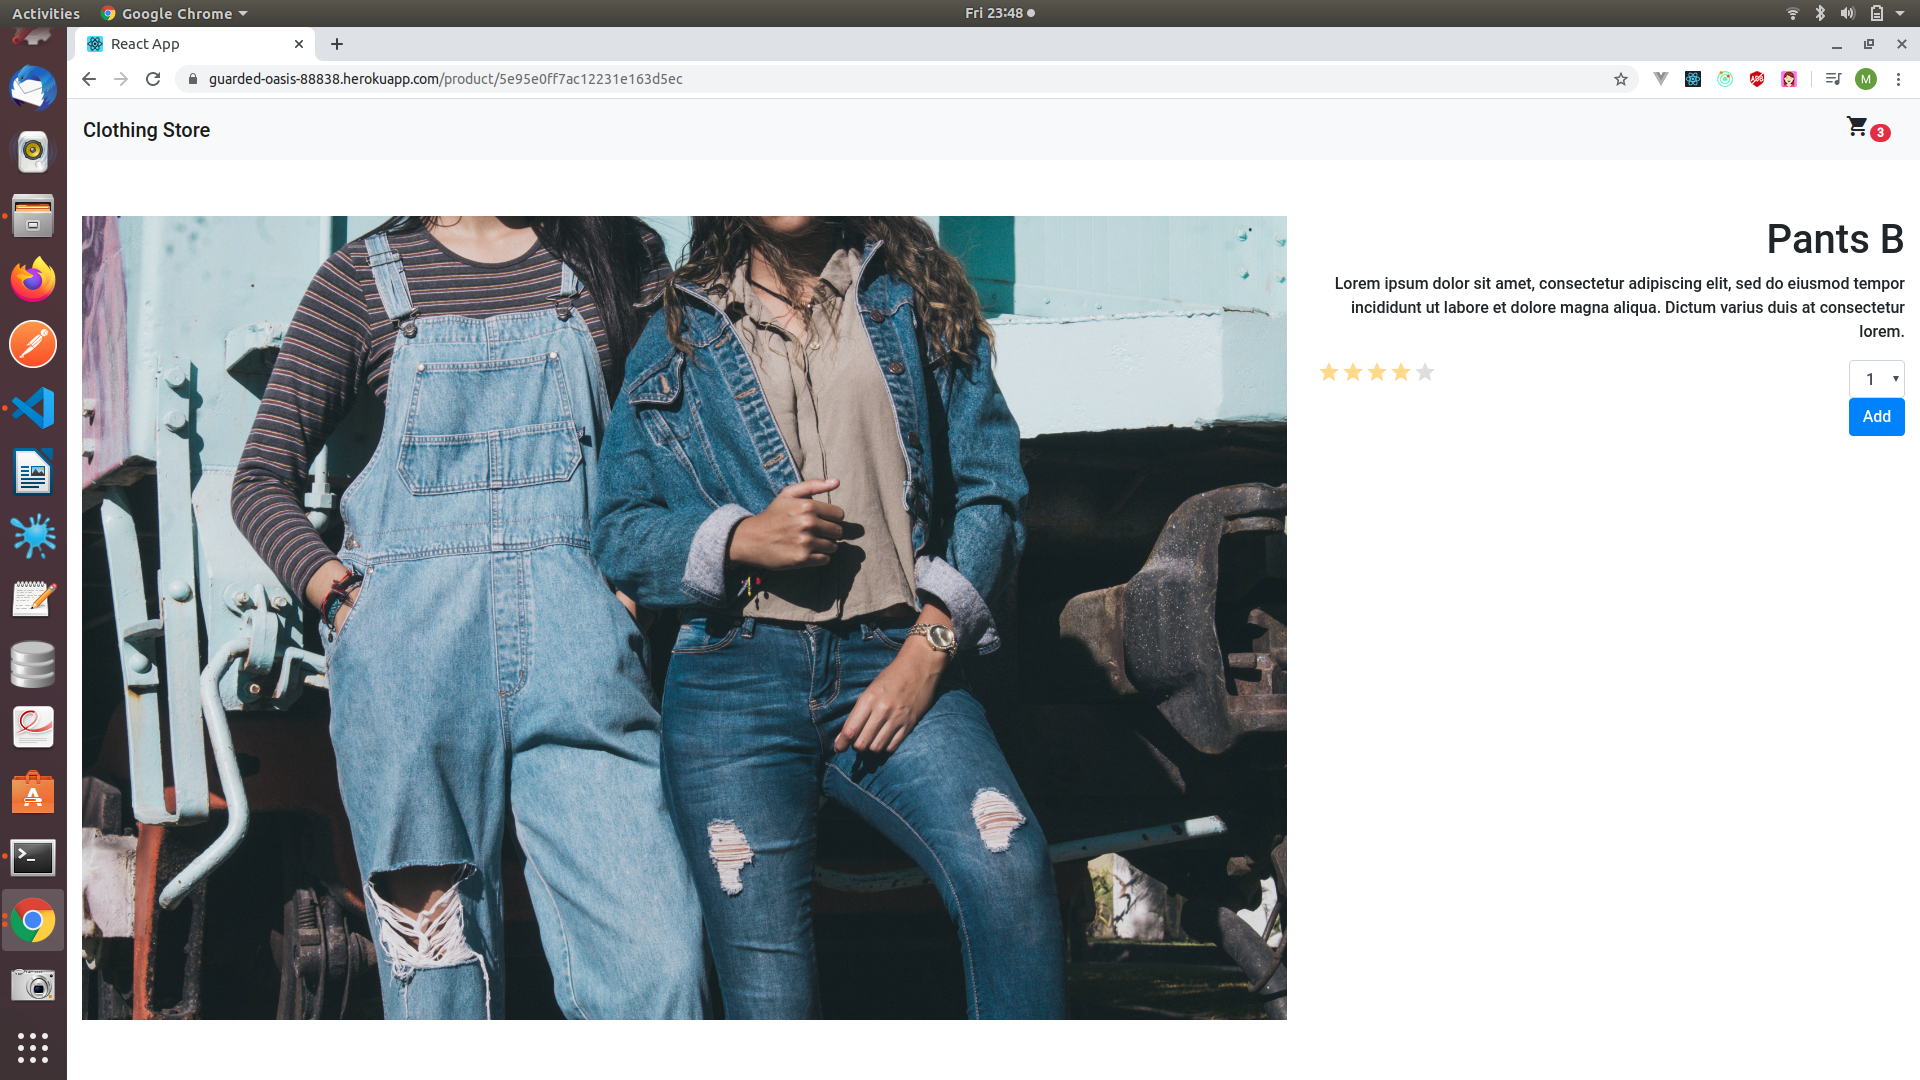 Activities
Google Chrome
Fri 23:48
React App
guarded-oasis-88838.herokuapp.com/product/5e95e0ff7ac12231e163d5ec
ABP
M
Clothing Store
3
Pants B
Lorem ipsum dolor sit amet, consectetur adipiscing elit, sed do eiusmod tempor
incididunt ut labore et dolore magna aliqua. Dictum varius duis at consectetur
lorem.
1
Add